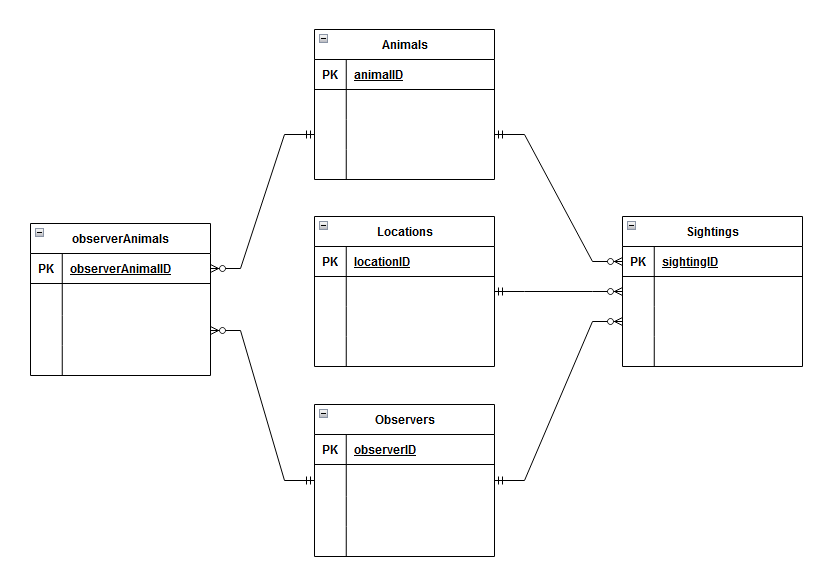 Animals
PK animalID
observerAnimals
PK observerAnimalID
Locations
PK locationID
Sightings
PK sightingID
Observers
PK observerID